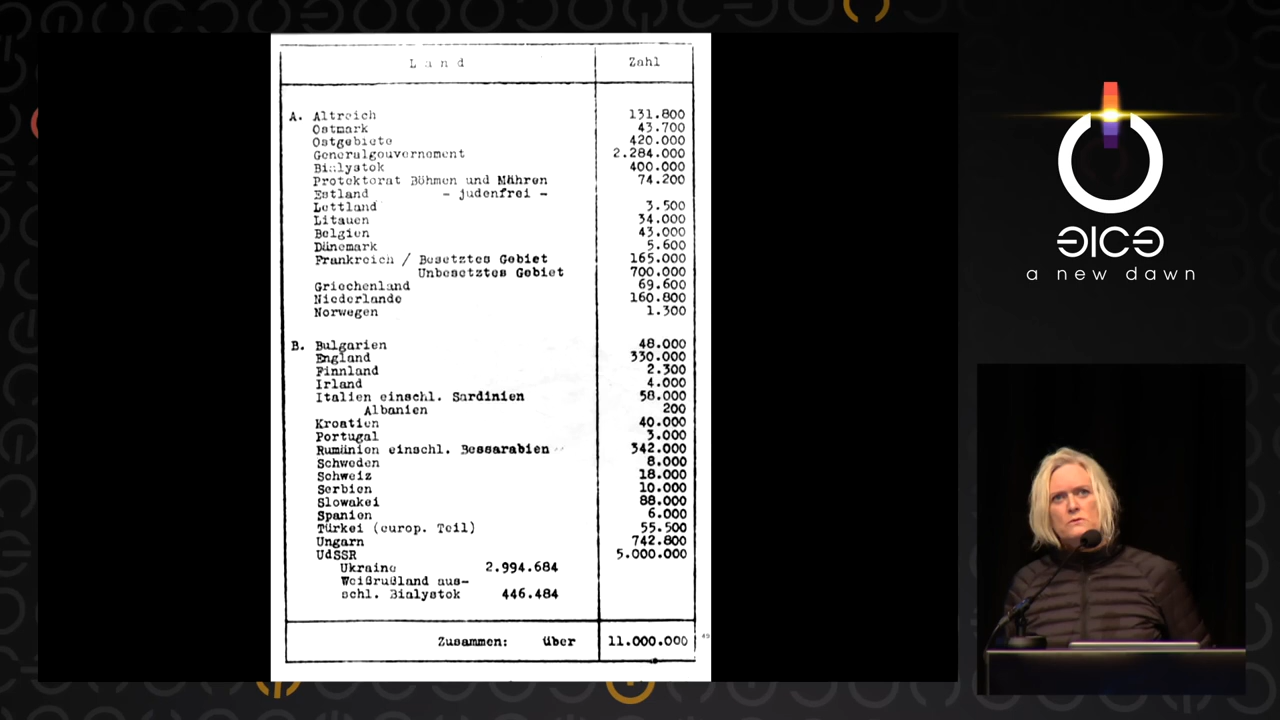 Land Zahl
A. Altreich 131.800
Ostmark 43.700
Ostgebiete 420.000
Generalgouvernement 2.284.000
Bialystok 400.000
Protektorat Böhmen und Mähren 74.200
Estland - judenfrei -
Lettland 3.500
Litauen 34.000
Belgien 43.000
Dänemark 5.600
Frankreich / Besetztes Gebiet 165.000
Unbesetztes Gebiet 700.000
Griechenland 69.600
Niederlande 160.800
Norwegen 1.300
B. Bulgarien 48.000
England 330.000
Finnland 2.300
Irland 4.000
Italien einschl. Sardinien 58.000
Albanien 200
Kroatien 40.000
Portugal 3.000
Rumänien einschl. Bessarabien 342.000
Schweden 8.000
Schweiz 18.000
Serbien 10.000
Slowakei 88.000
Spanien 6.000
Türkei (europ. Teil) 55.500
Ungarn 742.800
UdSSR 5.000.000
Ukraine 2.994.684
Weißrußland aus-
schl. Bialystok 446.484
Zusammen: über 11.000.000
a new dawn